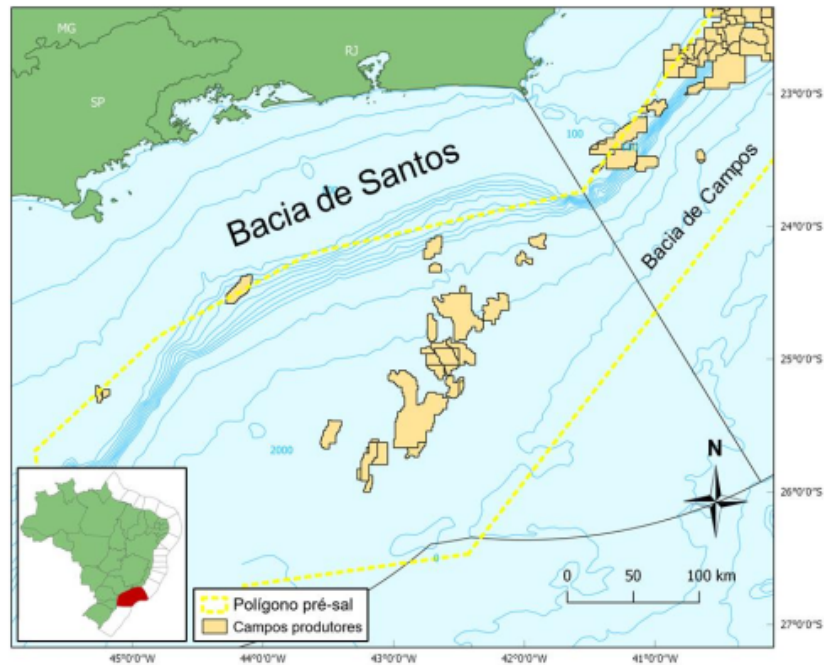 MG
RJ
SP
Bacia de Santos
Bacia de Campos
100
2000
0
23°0'0"S
24°0'0"S
25°0'0"S
26°0'0"S
27°0'0"S
N
0 50 100 km
Polígono pré-sal
Campos produtores
45°0'0"W 44°0'0"W 43°0'0"W 42°0'0"W 41°0'0"W